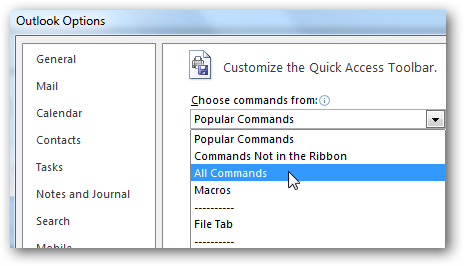 Outlook Options
General
Mail
Calendar
Contacts
Tasks
Notes and Journal
Search
Mobile
Customize the Quick Access Toolbar.
Choose commands from:
Popular Commands
Popular Commands
Commands Not in the Ribbon
All Commands
Macros
----------
File Tab
----------